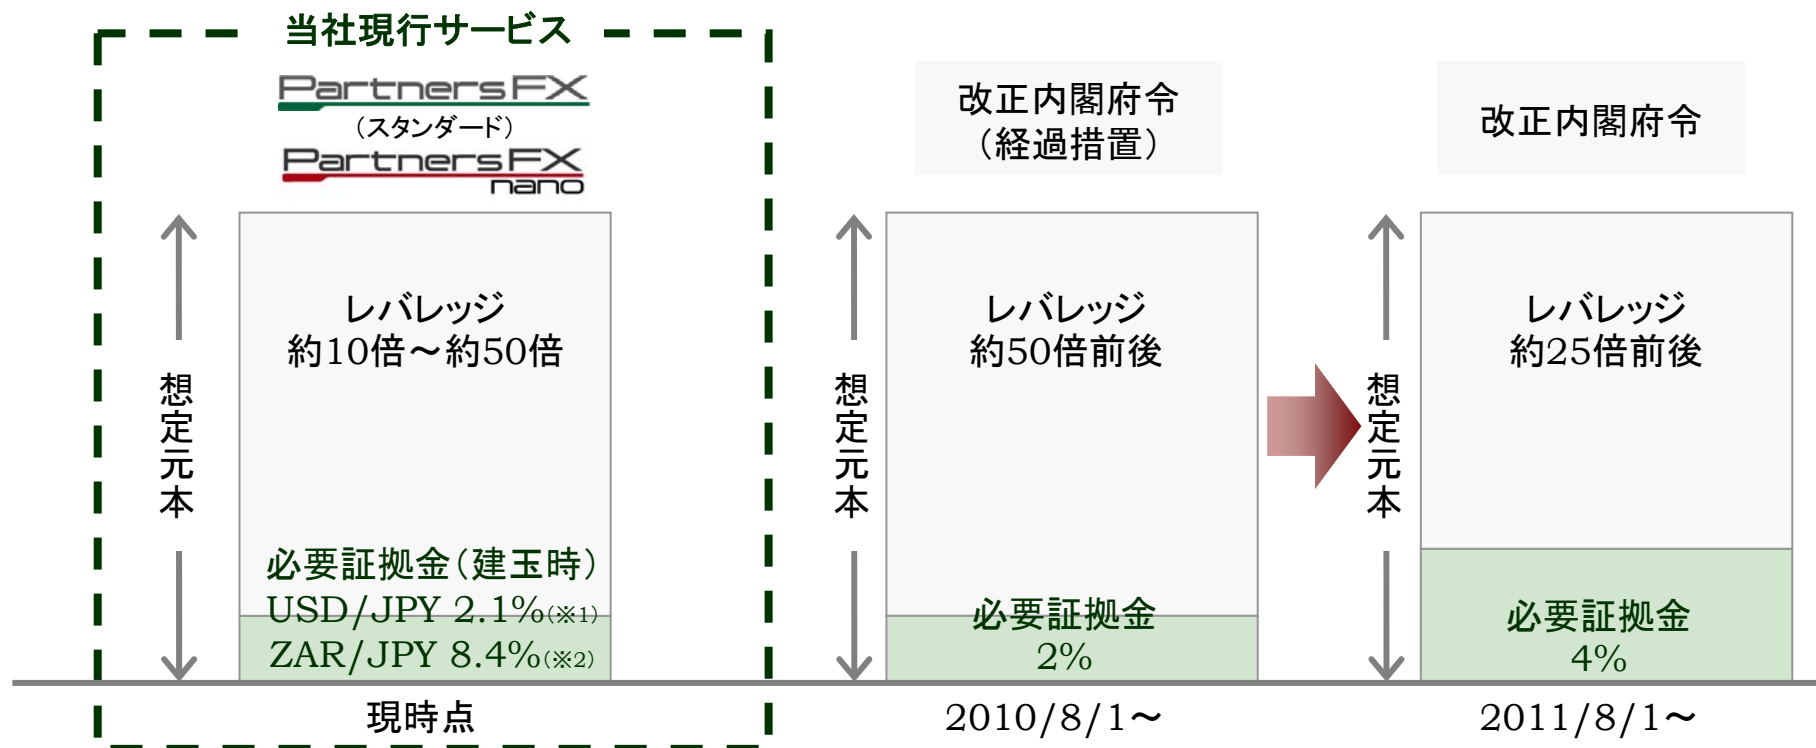 当社現行サービス
PartnersFX
（スタンダード）
PartnersFX
nano
想定元本
レバレッジ
約10倍～約50倍
必要証拠金（建玉時）
USD/JPY 2.1%(※1)
ZAR/JPY 8.4%(※2)
現時点
改正内閣府令
（経過措置）
想定元本
レバレッジ
約50倍前後
必要証拠金
2%
2010/8/1～
改正内閣府令
想定元本
レバレッジ
約25倍前後
必要証拠金
4%
2011/8/1～